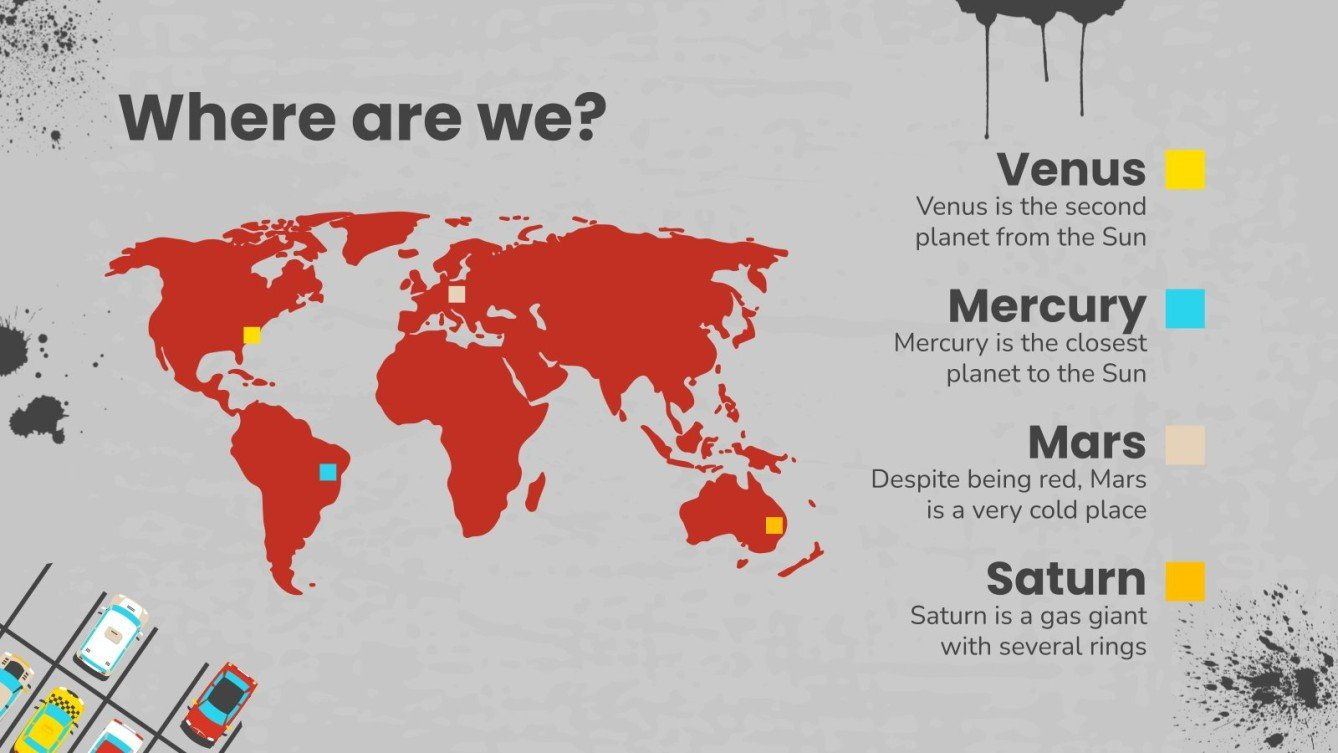 Where are we?
Venus
Venus is the second
planet from the Sun
Mercury
Mercury is the closest
planet to the Sun
Mars
Despite being red, Mars
is a very cold place
Saturn
Saturn is a gas giant
with several rings